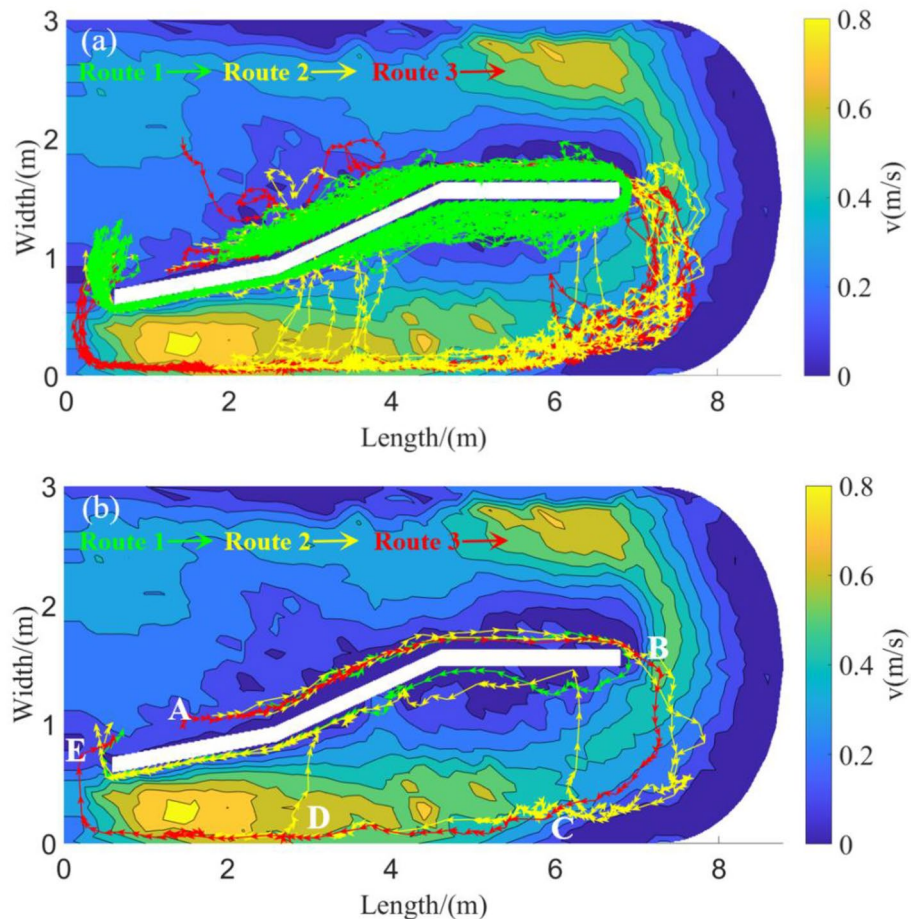 (a)
Route 1 Route 2 Route 3
3
2
1
0
Width/(m)
0 2 4 6 8
Length/(m)
0.8
0.6
0.4
0.2
0
v(m/s)
(b)
Route 1 Route 2 Route 3
A
B
C
D
E
3
2
1
0
Width/(m)
0 2 4 6 8
Length/(m)
0.8
0.6
0.4
0.2
0
v(m/s)